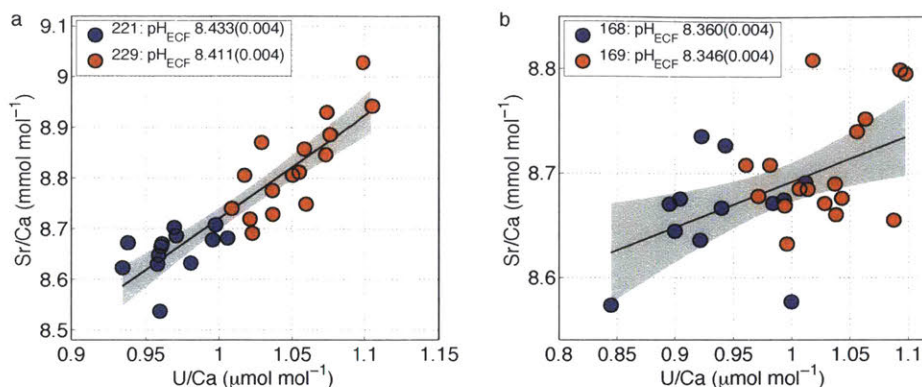 a
221: pH_ECF 8.433(0.004)
229: pH_ECF 8.411(0.004)
9.1
9
8.9
8.8
8.7
8.6
8.5
Sr/Ca (mmol mol⁻¹)
0.9
0.95
1
1.05
1.1
1.15
U/Ca (μmol mol⁻¹)
b
168: pH_ECF 8.360(0.004)
169: pH_ECF 8.346(0.004)
8.8
8.7
8.6
Sr/Ca (mmol mol⁻¹)
0.8
0.85
0.9
0.95
1
1.05
1.1
U/Ca (μmol mol⁻¹)